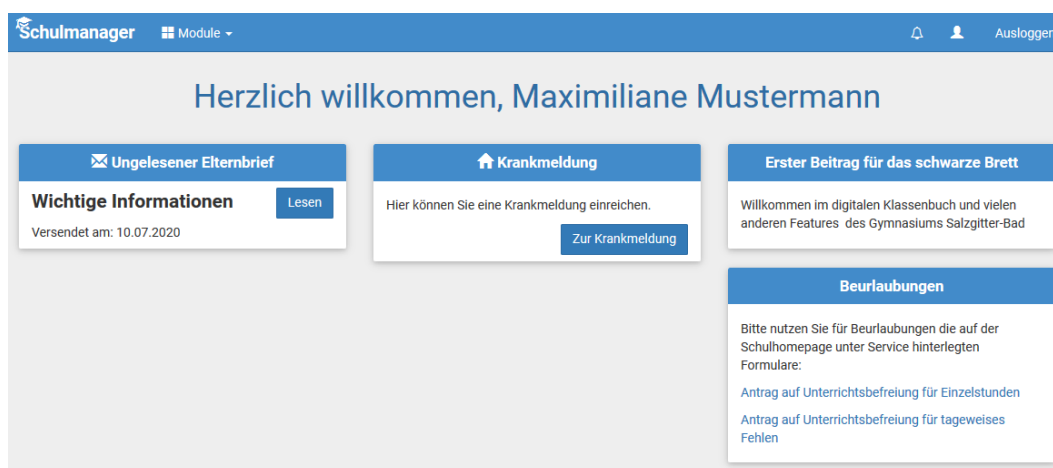 Schulmanager Module Ausloggen
Herzlich willkommen, Maximiliane Mustermann
Ungelesener Elternbrief
Wichtige Informationen Lesen
Versendet am: 10.07.2020
Krankmeldung
Hier können Sie eine Krankmeldung einreichen.
Zur Krankmeldung
Erster Beitrag für das schwarze Brett
Willkommen im digitalen Klassenbuch und vielen
anderen Features des Gymnasiums Salzgitter-Bad
Beurlaubungen
Bitte nutzen Sie für Beurlaubungen die auf der
Schulhomepage unter Service hinterlegten
Formulare:
Antrag auf Unterrichtsbefreiung für Einzelstunden
Antrag auf Unterrichtsbefreiung für tageweises
Fehlen